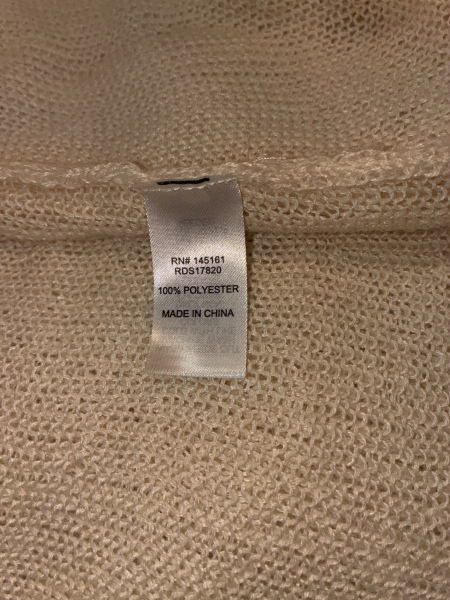 RN# 145161
RDS17820
100% POLYESTER
MADE IN CHINA